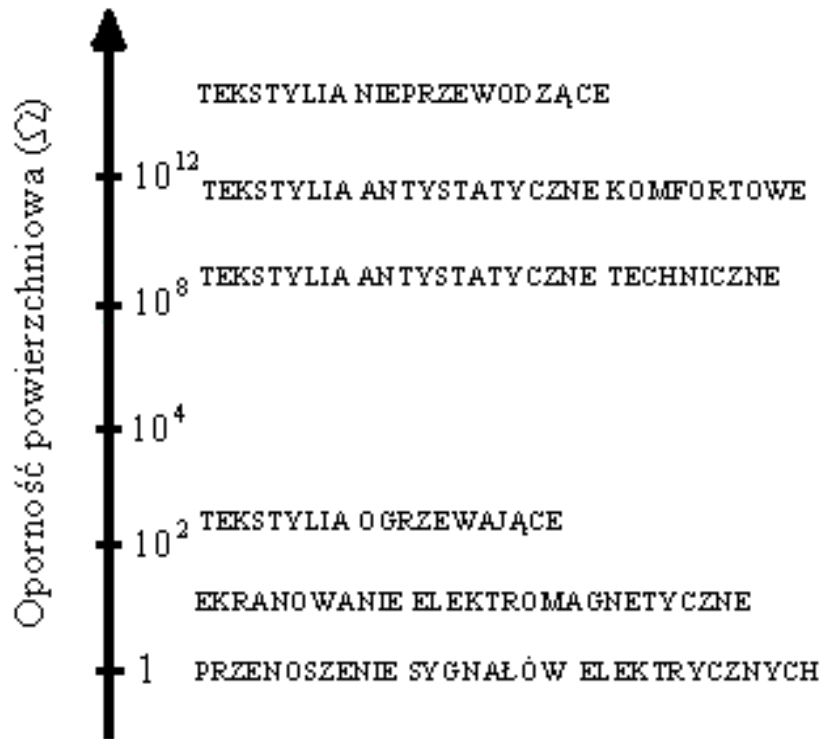 Oporność powierzchniowa (Ω)
TEKSTYLIA NIEPRZEWODZĄCE
10¹²
TEKSTYLIA ANTYSTATYCZNE KOMFORTOWE
TEKSTYLIA ANTYSTATYCZNE TECHNICZNE
10⁸
10⁴
TEKSTYLIA OGRZEWAJĄCE
10²
EKRANOWANIE ELEKTROMAGNETYCZNE
1 PRZENOSZENIE SYGNAŁÓW ELEKTRYCZNYCH